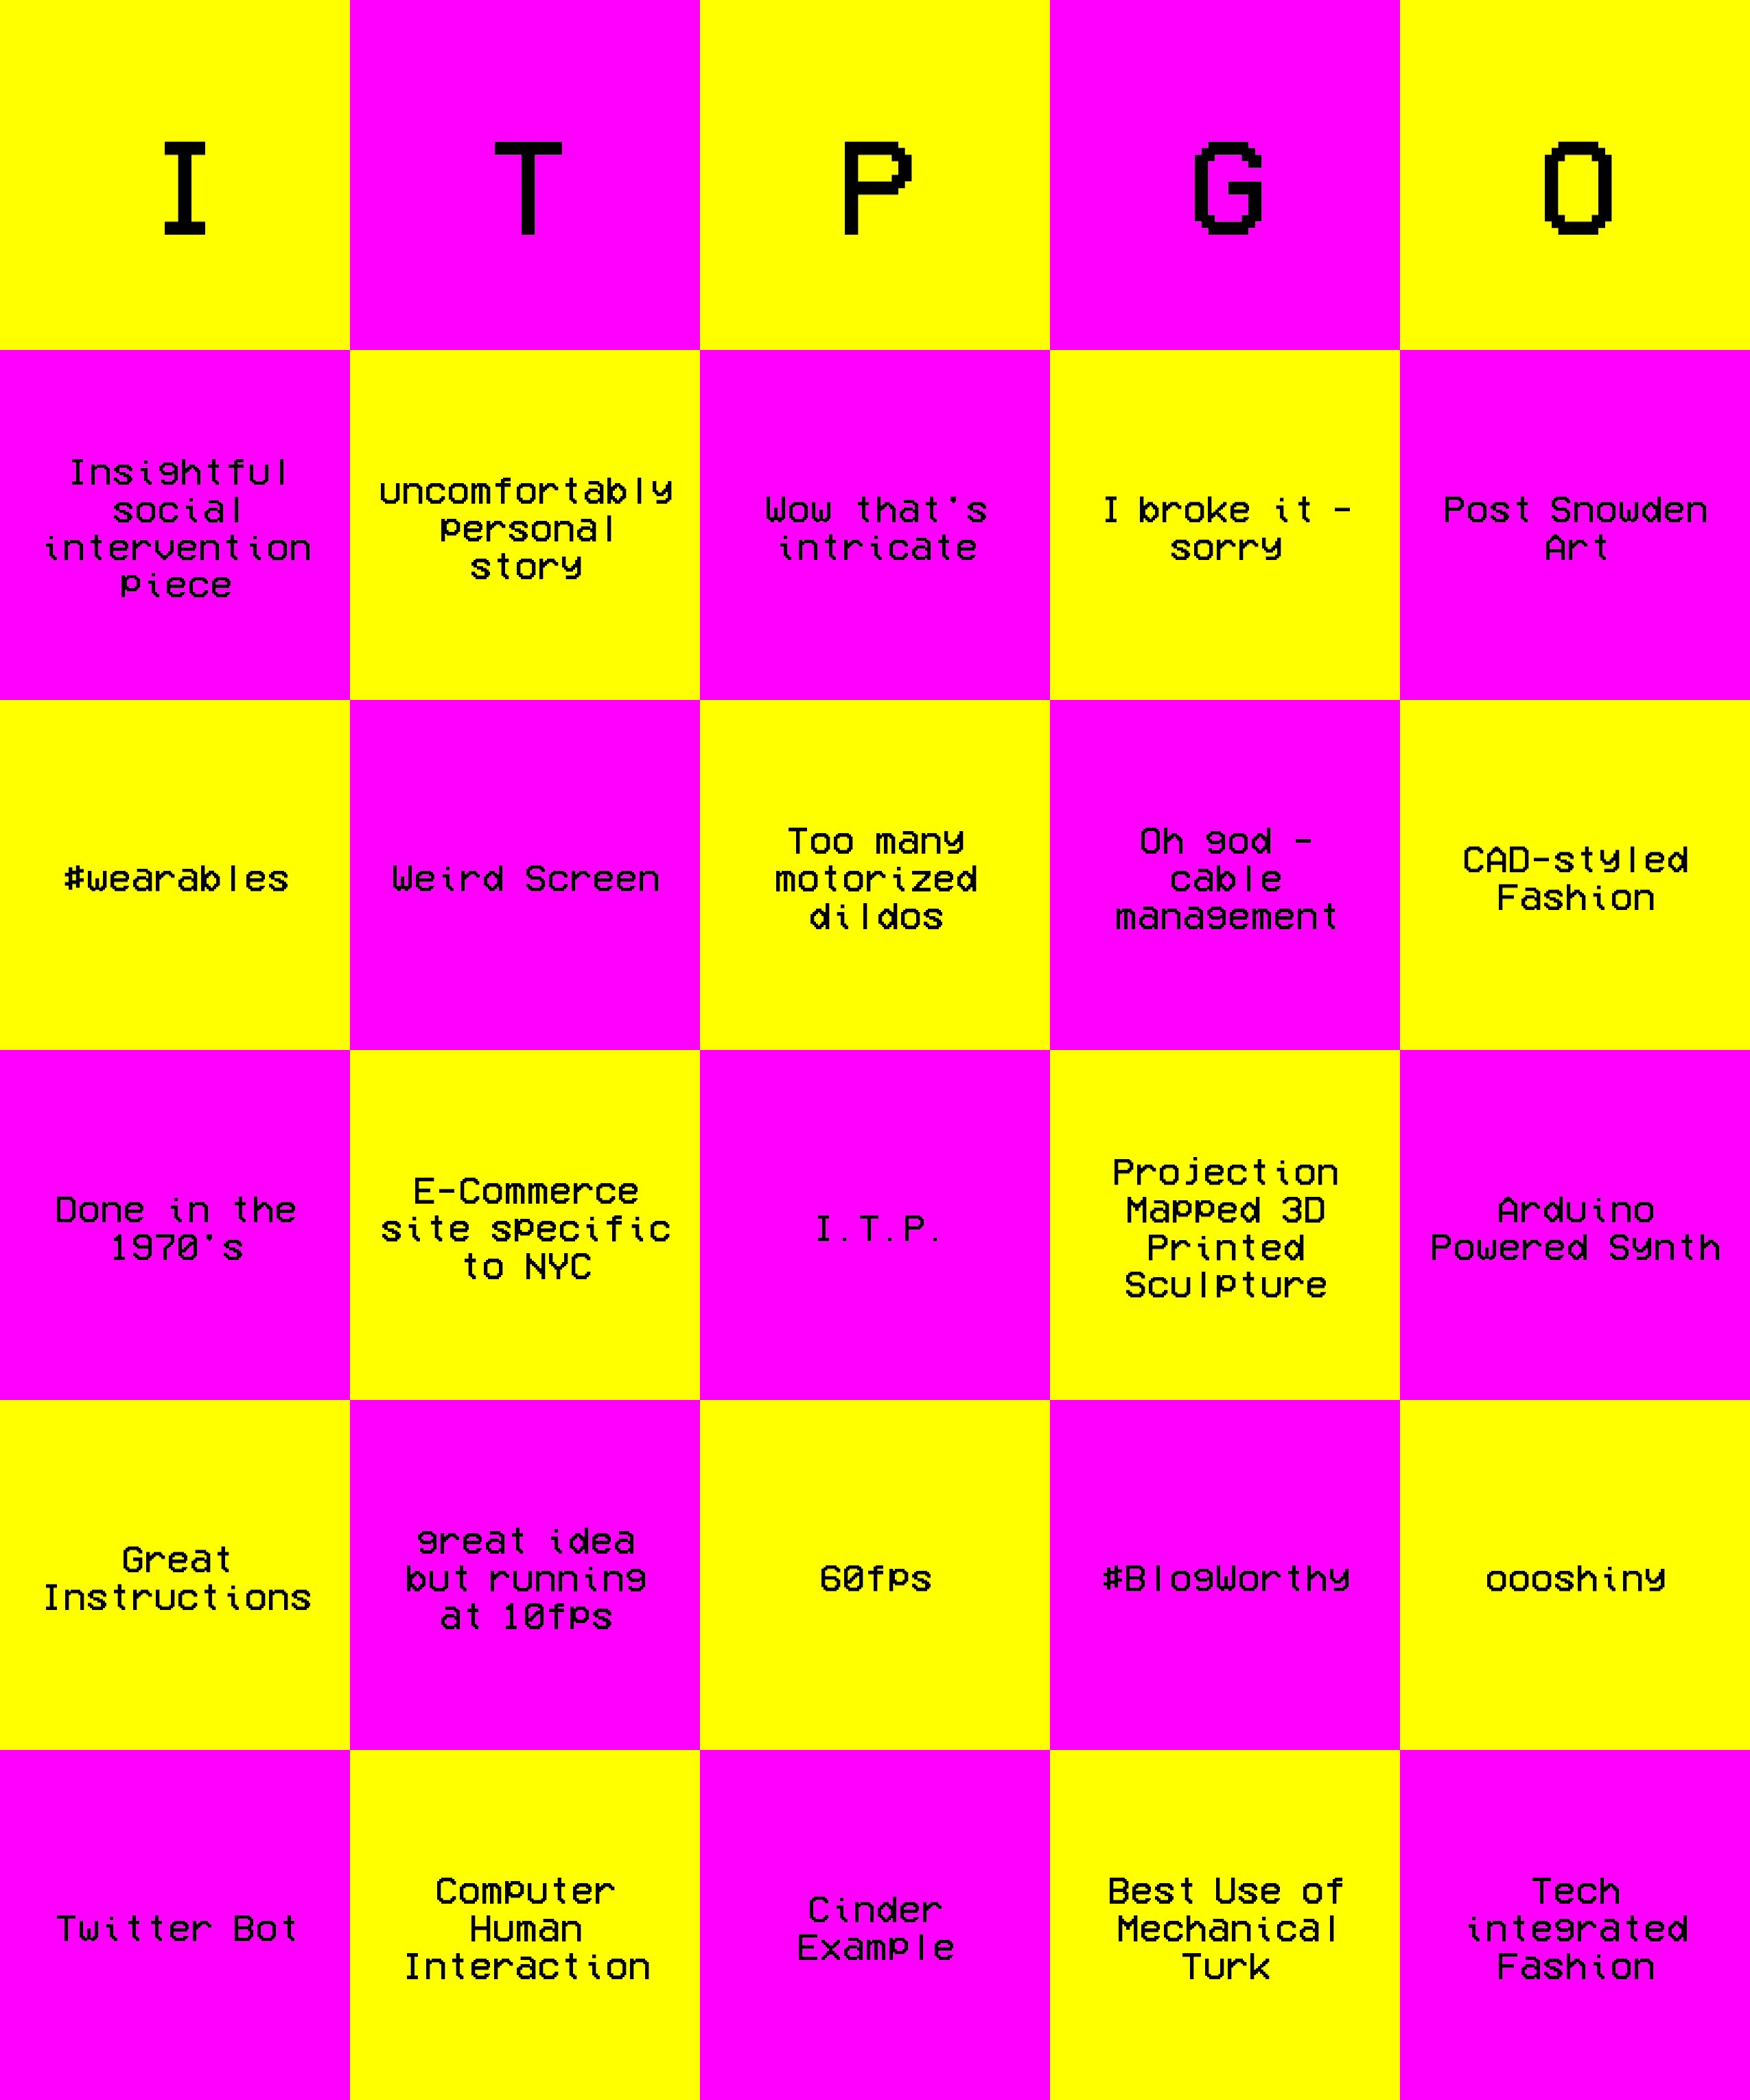 I T P G O
Insightful
social
intervention
piece
uncomfortably
personal
story
Wow that's
intricate
I broke it -
sorry
Post Snowden
Art
#wearables
Weird Screen
Too many
motorized
dildos
Oh god -
cable
management
CAD-styled
Fashion
Done in the
1970's
E-Commerce
site specific
to NYC
I.T.P.
Projection
Mapped 3D
Printed
Sculpture
Arduino
Powered Synth
Great
Instructions
great idea
but running
at 10fps
60fps
#BlogWorthy
oooshiny
Twitter Bot
Computer
Human
Interaction
Cinder
Example
Best Use of
Mechanical
Turk
Tech
integrated
Fashion